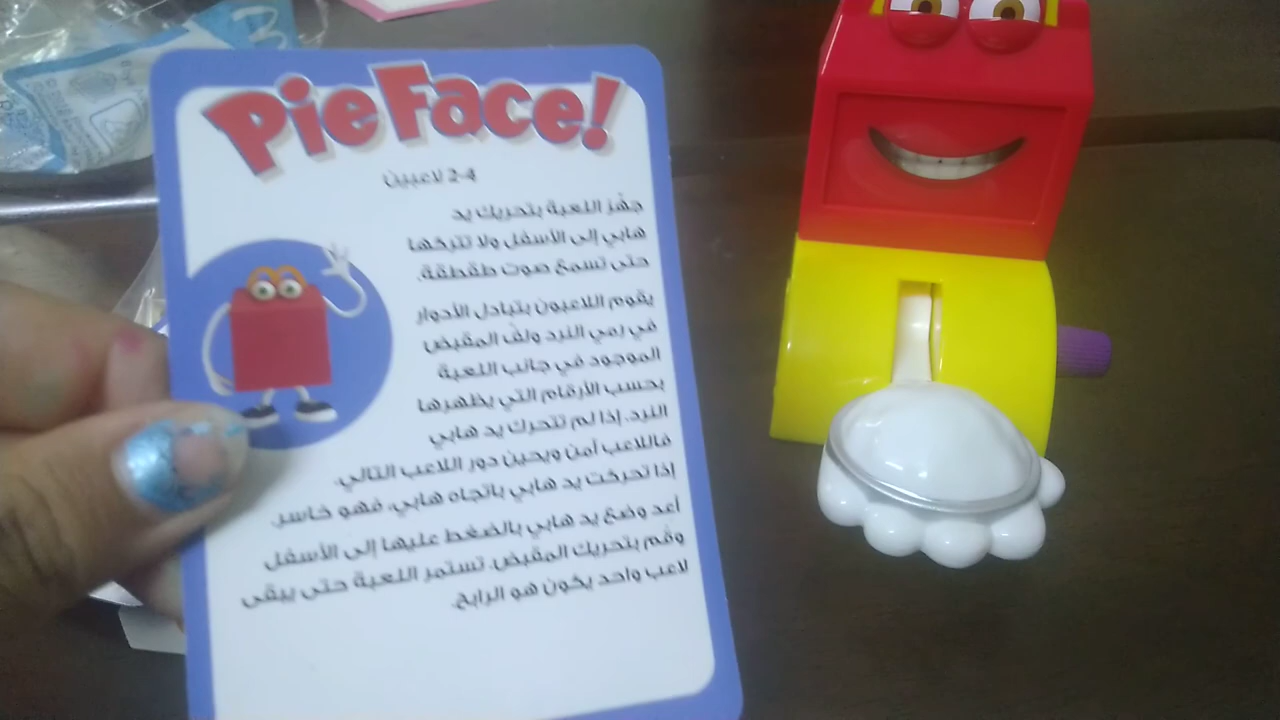 Pie Face!
2-4 لاعبين
جهّز اللعبة بتحريك يد
هابي إلى الأسفل ولا تتركها
حتى تسمع صوت طقطقة.
يقوم اللاعبون بتبادل الأدوار
في رمي النرد ولفّ المقبض
الموجود في جانب اللعبة
بحسب الأرقام التي يظهرها
النرد. إذا لم تتحرك يد هابي
فاللاعب آمن ويحين دور اللاعب التالي.
إذا تحركت يد هابي باتجاه هابي، فهو خاسر.
أعد وضع يد هابي بالضغط عليها إلى الأسفل
وقُم بتحريك المقبض. تستمر اللعبة حتى يبقى
لاعب واحد يكون هو الرابح.